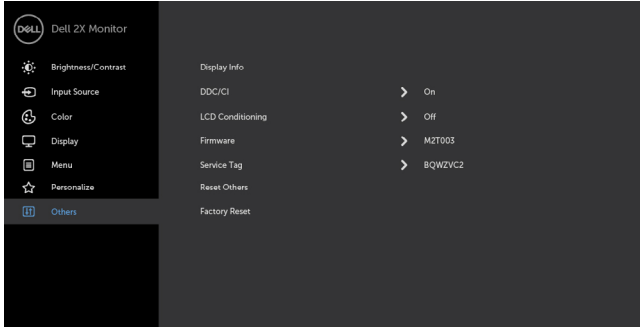 DELL Dell 2X Monitor
Brightness/Contrast
Input Source
Color
Display
Menu
Personalize
Others
Display Info
DDC/CI On
LCD Conditioning Off
Firmware M2T003
Service Tag BQWZVC2
Reset Others
Factory Reset